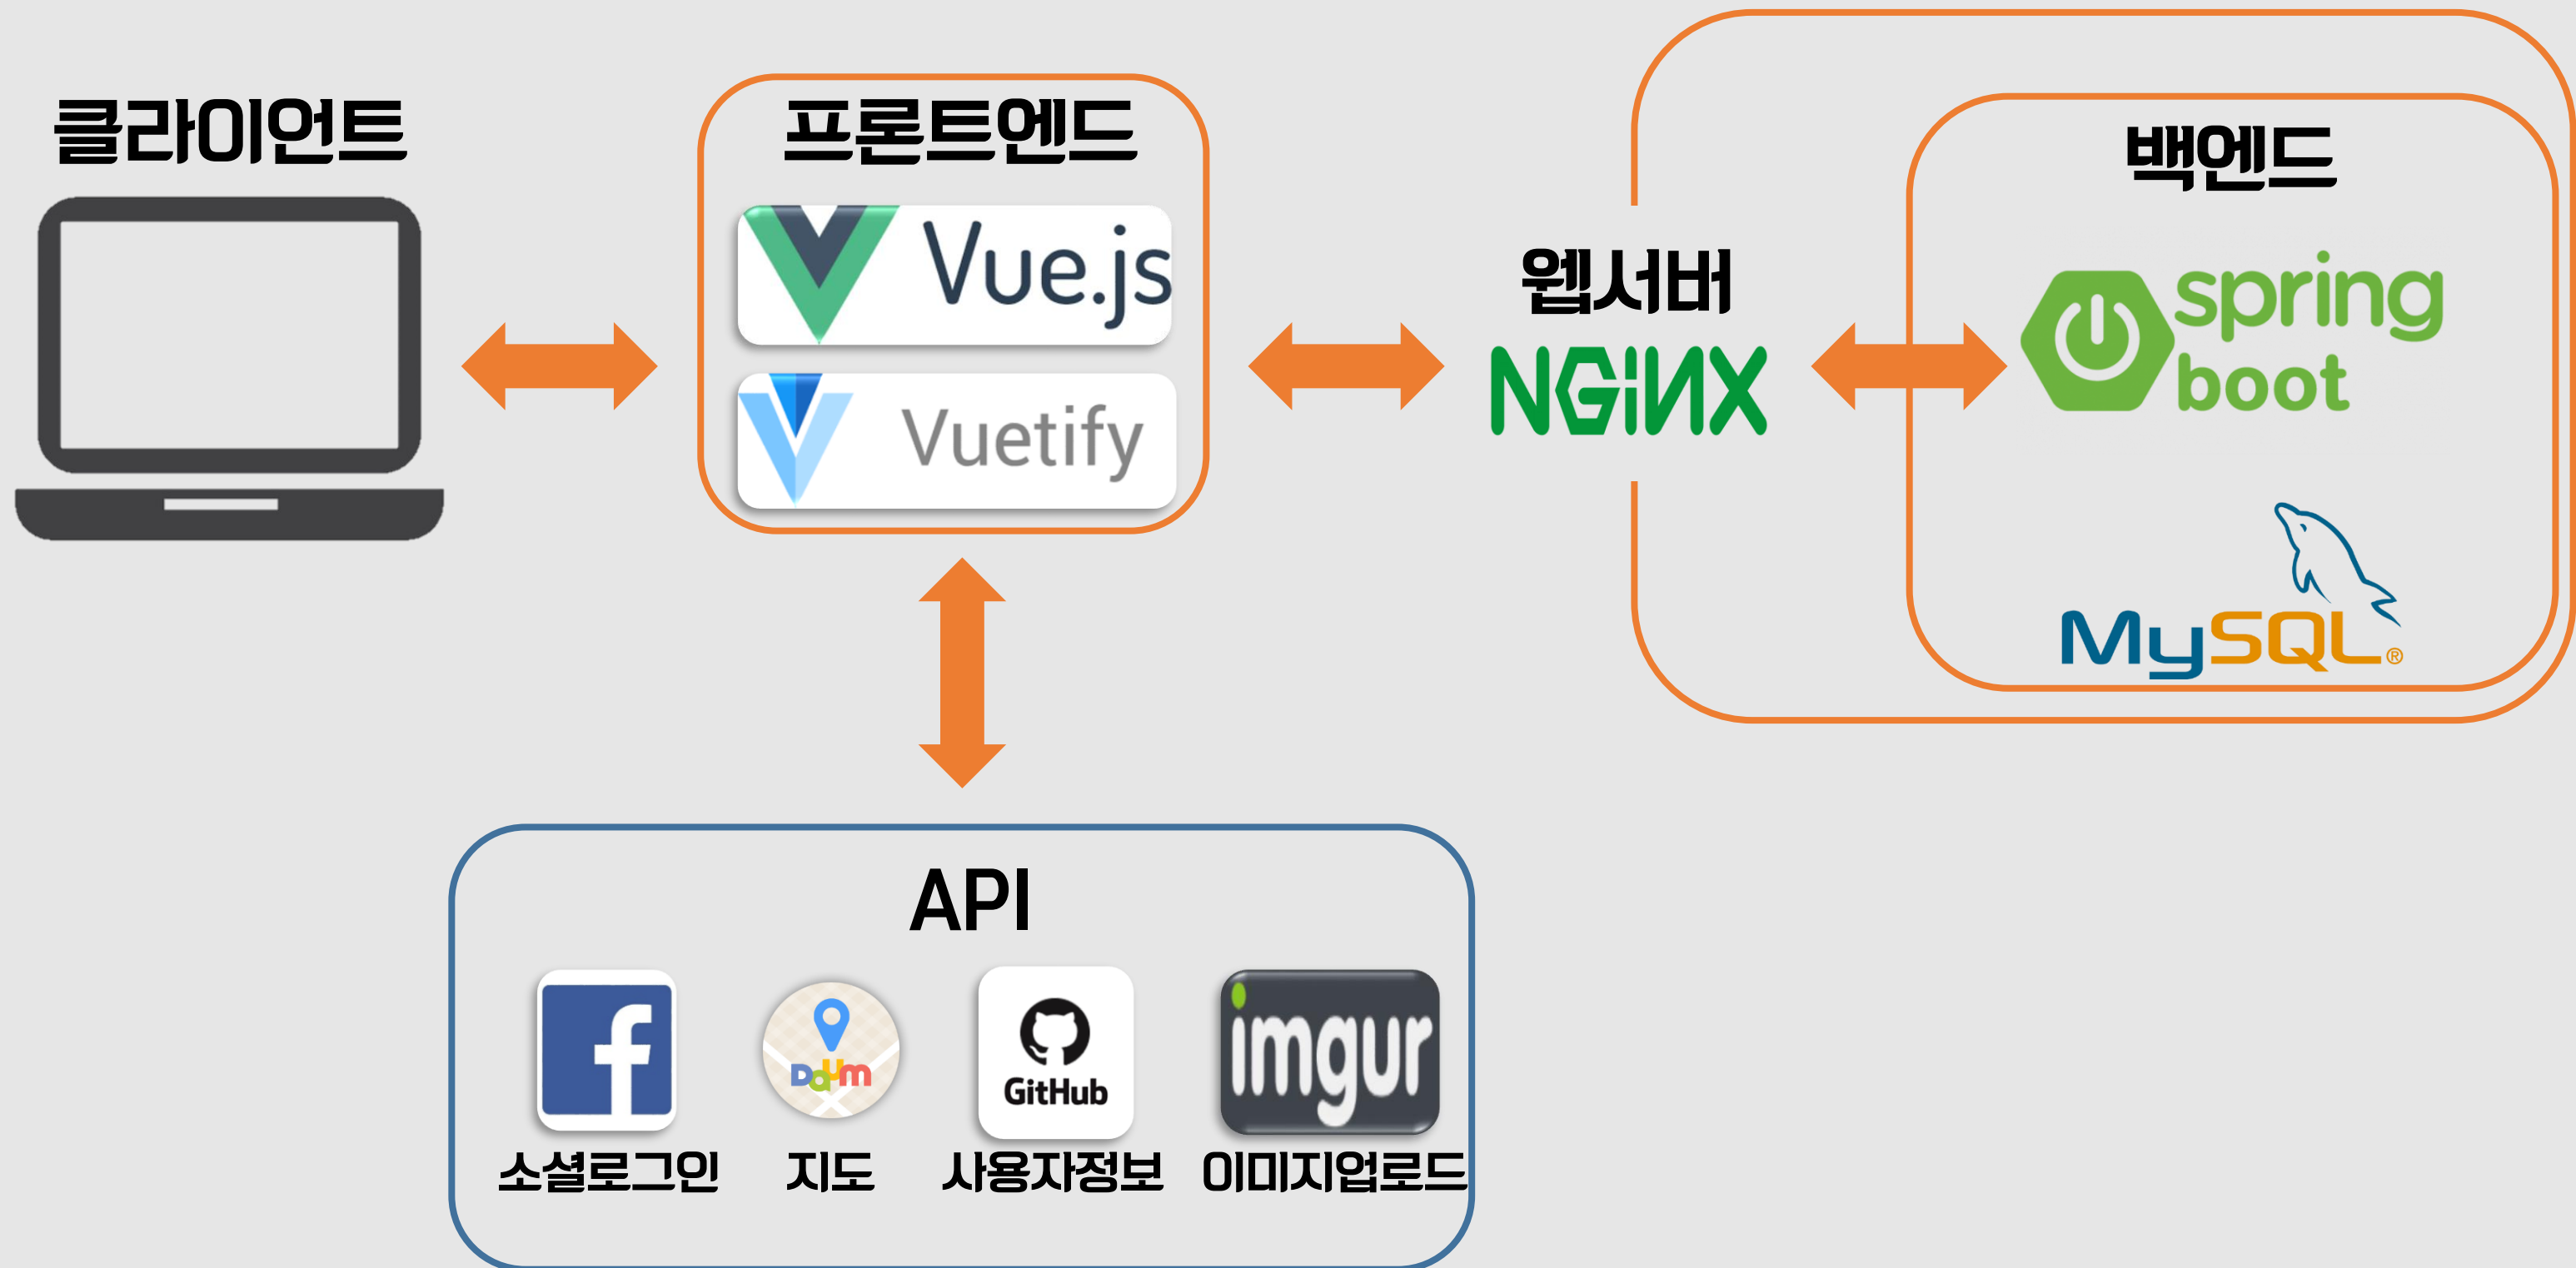 클라이언트
프론트엔드
Vue.js
Vuetify
웹서버
NGiNX
백엔드
spring
boot
MySQL®
API
Daum
GitHub
imgur
소셜로그인
지도
사용자정보
이미지업로드